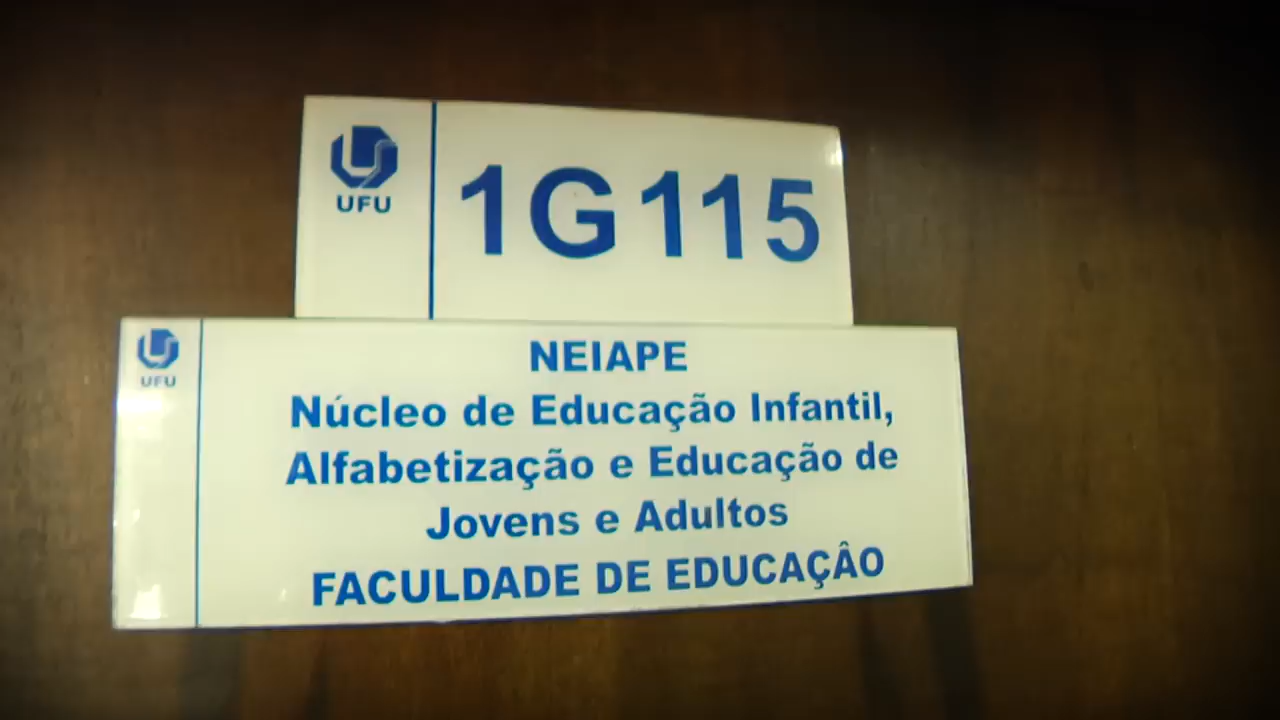 UFU
1G115
UFU
NEIAPE
Núcleo de Educação Infantil,
Alfabetização e Educação de
Jovens e Adultos
FACULDADE DE EDUCAÇÂO